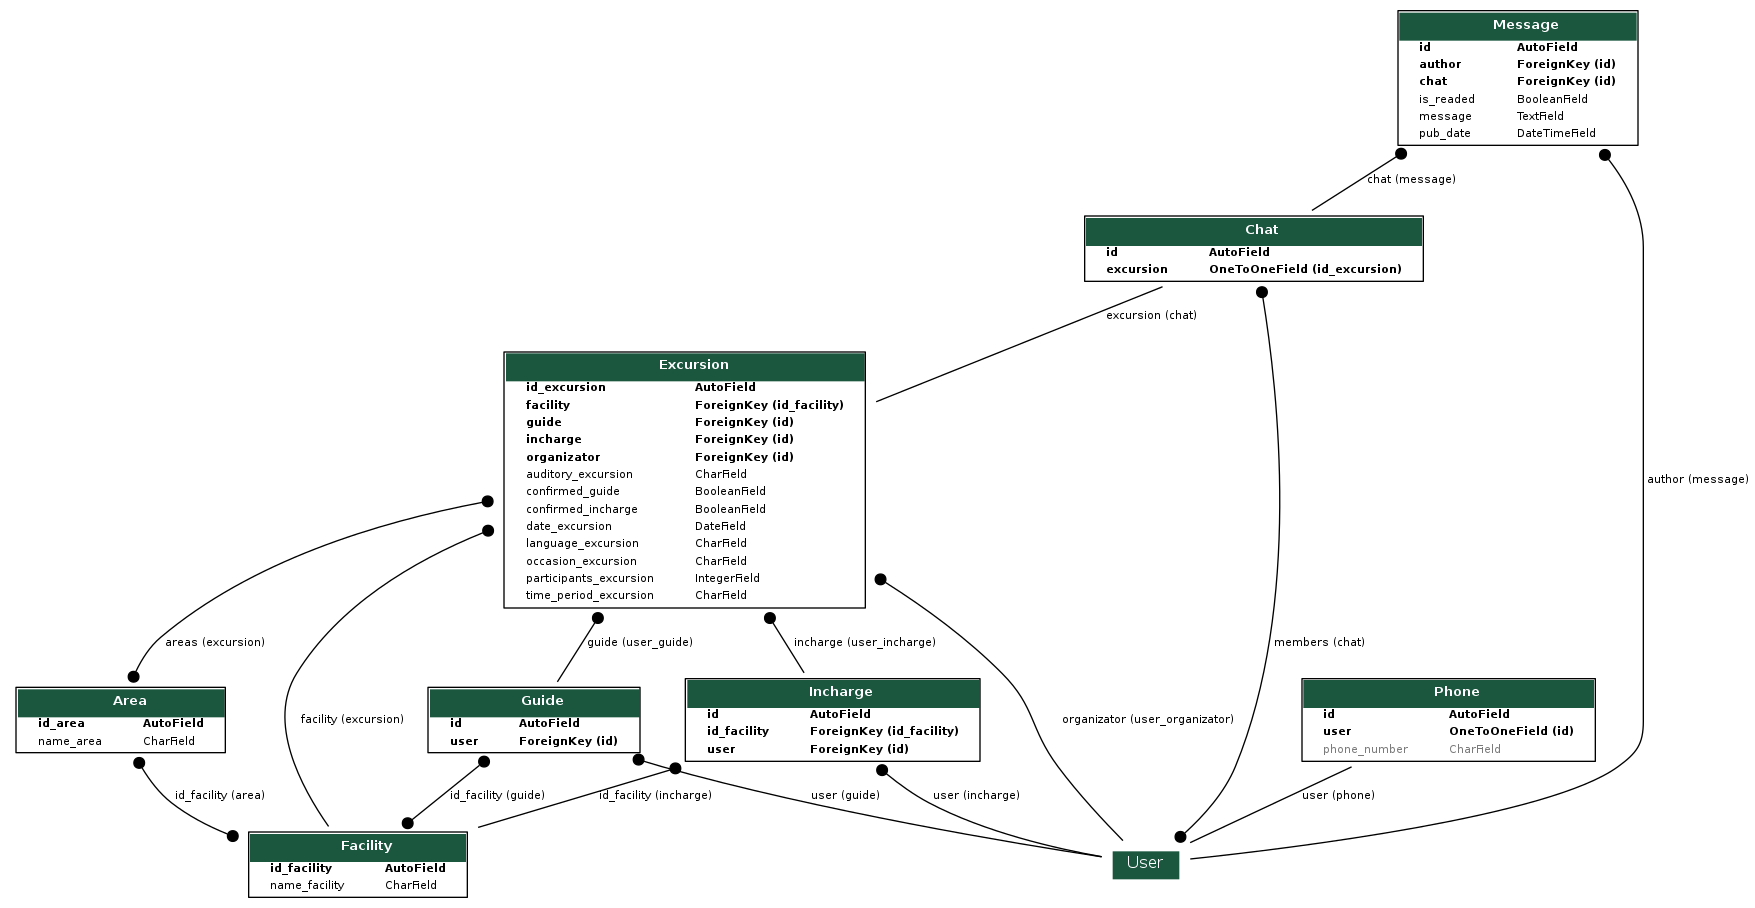 Message
id AutoField
author ForeignKey (id)
chat ForeignKey (id)
is_readed BooleanField
message TextField
pub_date DateTimeField
chat (message)
Chat
id AutoField
excursion OneToOneField (id_excursion)
excursion (chat)
Excursion
id_excursion AutoField
facility ForeignKey (id_facility)
guide ForeignKey (id)
incharge ForeignKey (id)
organizator ForeignKey (id)
auditory_excursion CharField
confirmed_guide BooleanField
confirmed_incharge BooleanField
date_excursion DateField
language_excursion CharField
occasion_excursion CharField
participants_excursion IntegerField
time_period_excursion CharField
author (message)
areas (excursion)
guide (user_guide)
incharge (user_incharge)
members (chat)
facility (excursion)
organizator (user_organizator)
Area
id_area AutoField
name_area CharField
Guide
id AutoField
user ForeignKey (id)
Incharge
id AutoField
id_facility ForeignKey (id_facility)
user ForeignKey (id)
Phone
id AutoField
user OneToOneField (id)
phone_number CharField
id_facility (area)
id_facility (guide)
id_facility (incharge)
user (guide)
user (incharge)
user (phone)
Facility
id_facility AutoField
name_facility CharField
User